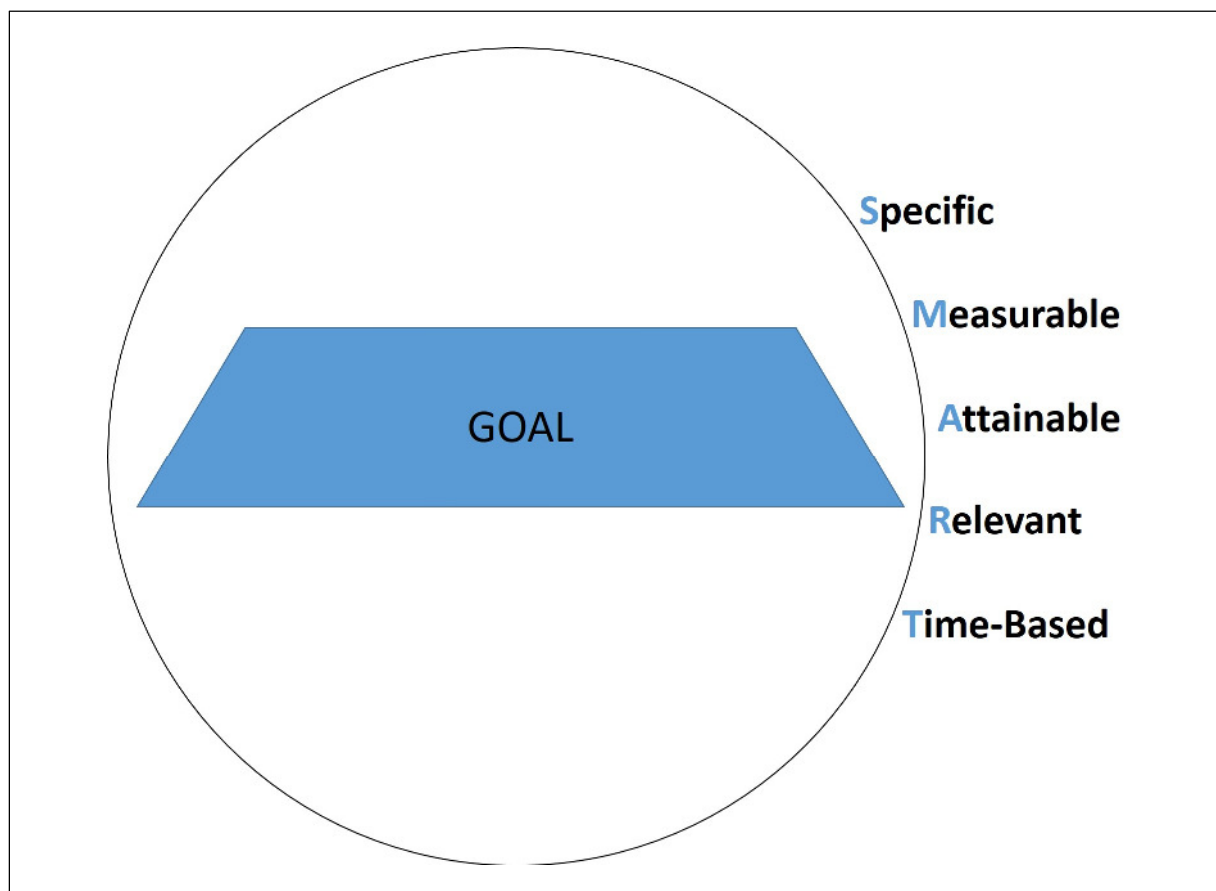 Specific
Measurable
GOAL
Attainable
Relevant
Time-Based